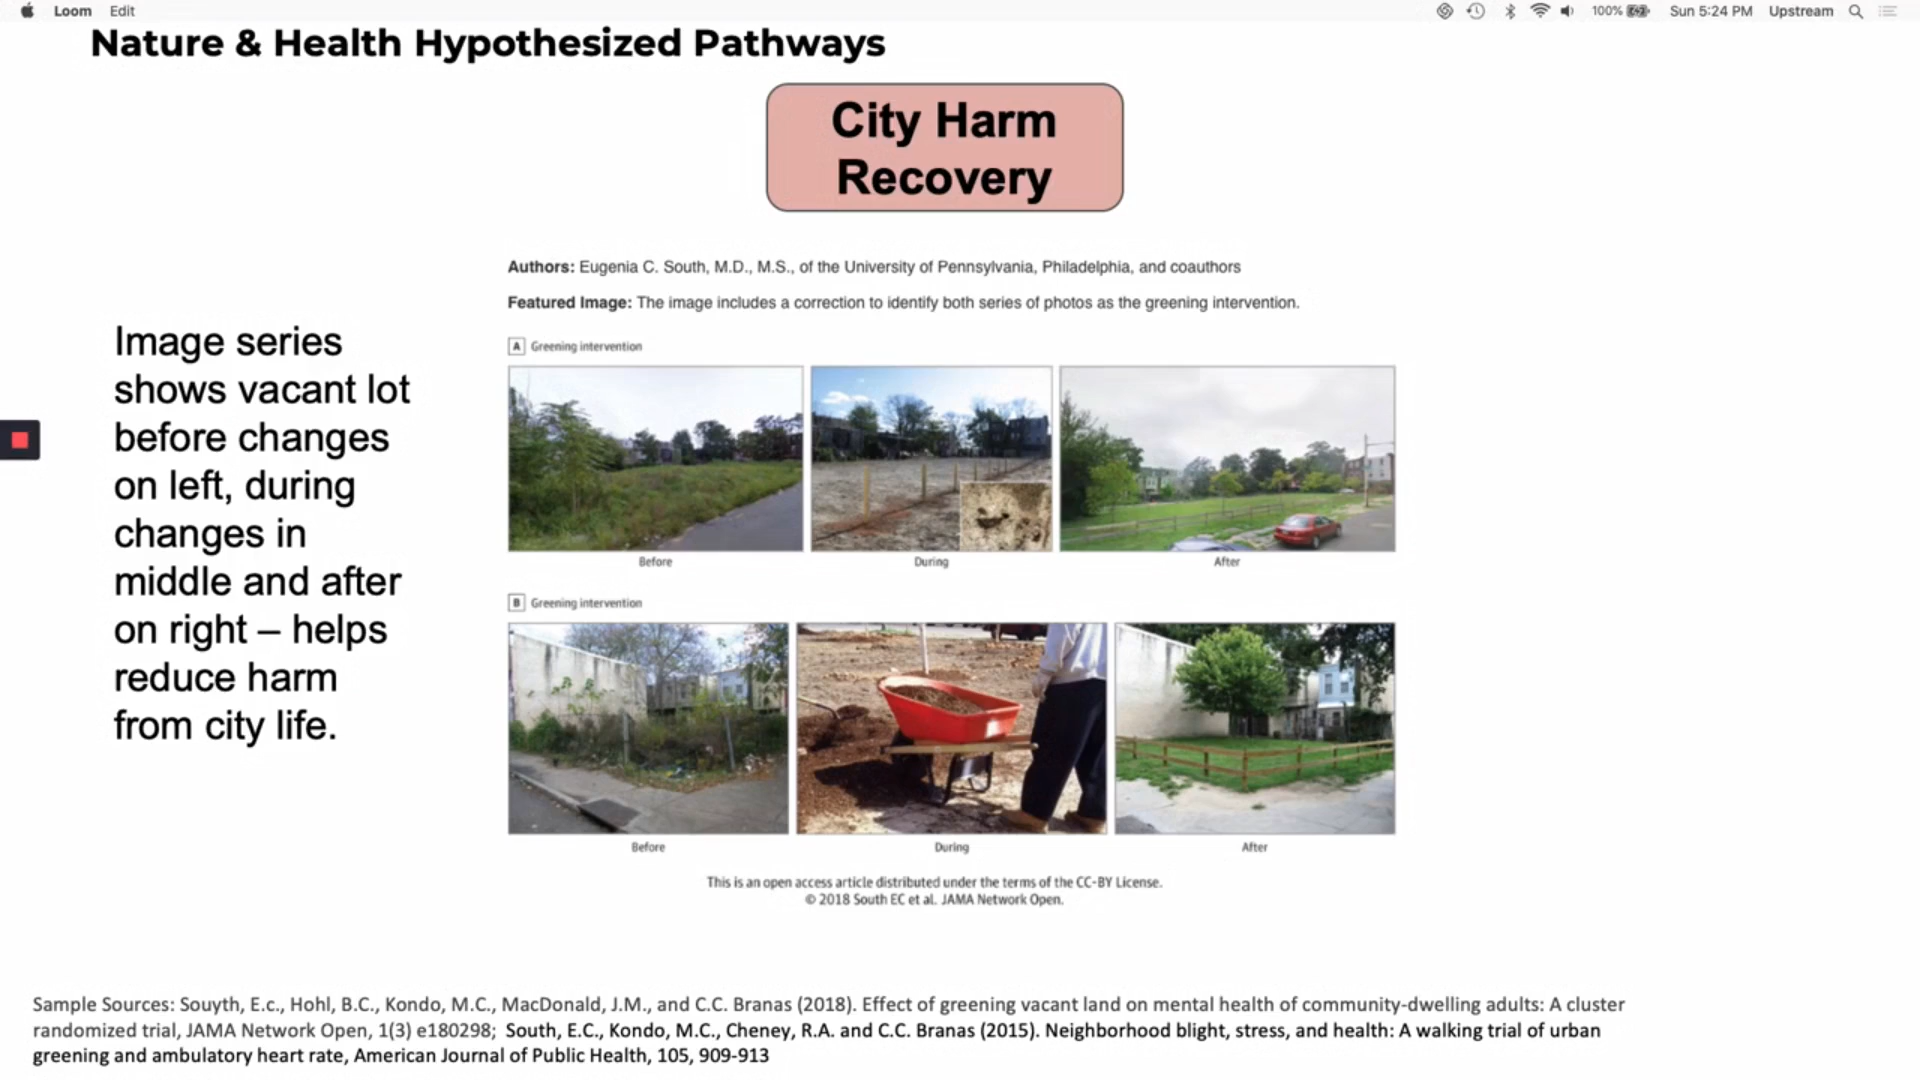 Loom Edit 100% Sun 5:24 PM Upstream
Nature & Health Hypothesized Pathways
City Harm
Recovery
Authors: Eugenia C. South, M.D., M.S., of the University of Pennsylvania, Philadelphia, and coauthors
Featured Image: The image includes a correction to identify both series of photos as the greening intervention.
Image series
shows vacant lot
before changes
on left, during
changes in
middle and after
on right – helps
reduce harm
from city life.
A Greening intervention
Before During After
B Greening intervention
Before During After
This is an open access article distributed under the terms of the CC-BY License.
© 2018 South EC et al. JAMA Network Open.
Sample Sources: Souyth, E.c., Hohl, B.C., Kondo, M.C., MacDonald, J.M., and C.C. Branas (2018). Effect of greening vacant land on mental health of community-dwelling adults: A cluster
randomized trial, JAMA Network Open, 1(3) e180298; South, E.C., Kondo, M.C., Cheney, R.A. and C.C. Branas (2015). Neighborhood blight, stress, and health: A walking trial of urban
greening and ambulatory heart rate, American Journal of Public Health, 105, 909-913